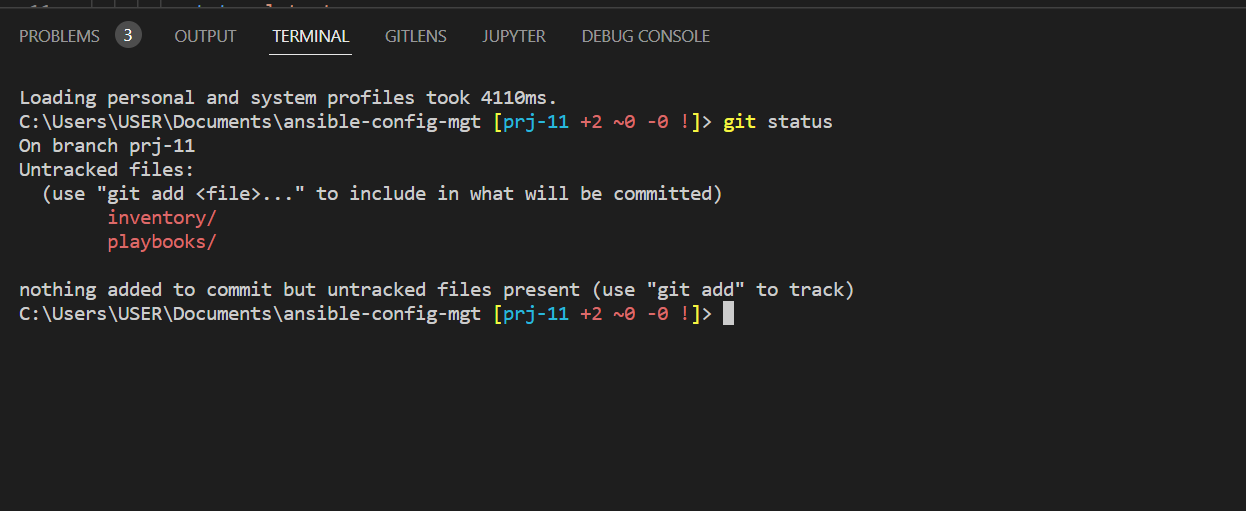 PROBLEMS 3 OUTPUT TERMINAL GITLENS JUPYTER DEBUG CONSOLE
Loading personal and system profiles took 4110ms.
C:\Users\USER\Documents\ansible-config-mgt [prj-11 +2 ~0 -0 !]> git status
On branch prj-11
Untracked files:
  (use "git add <file>..." to include in what will be committed)
        inventory/
        playbooks/
nothing added to commit but untracked files present (use "git add" to track)
C:\Users\USER\Documents\ansible-config-mgt [prj-11 +2 ~0 -0 !]>